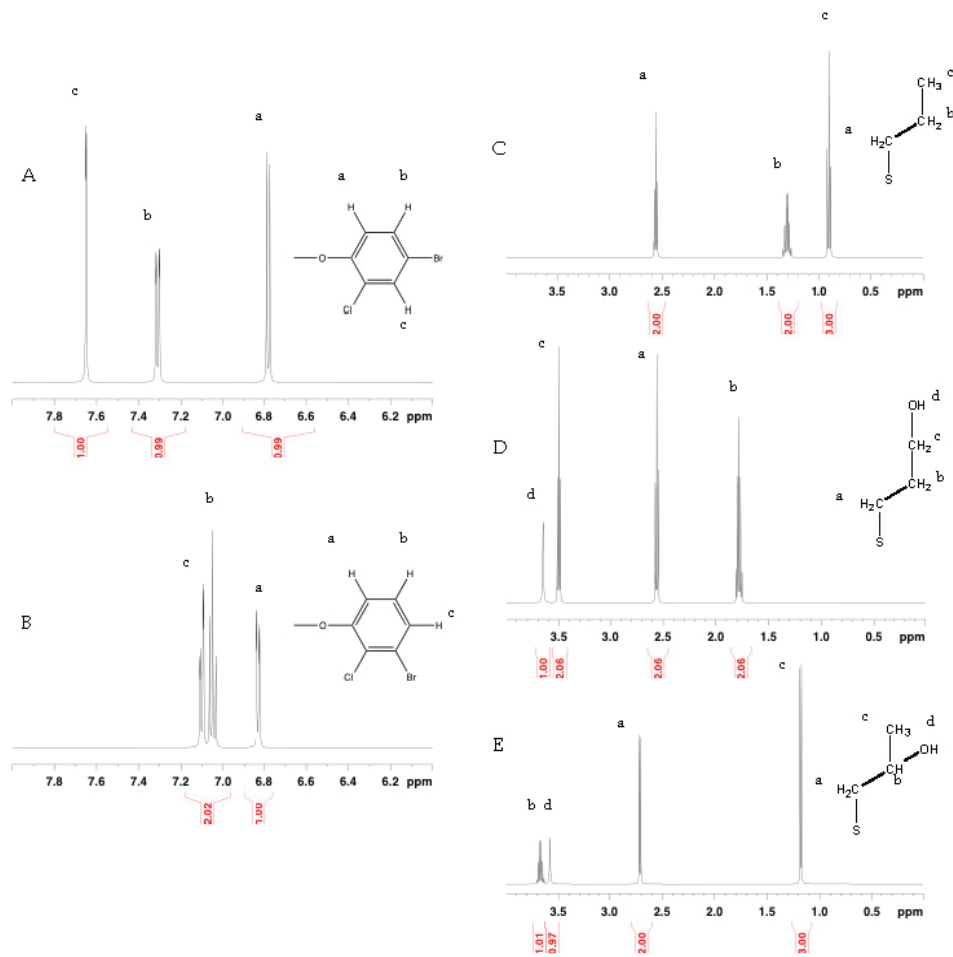 A
c
b
a
a
b
H
H
O
Br
Cl
H
c
7.8 7.6 7.4 7.2 7.0 6.8 6.6 6.4 6.2 ppm
1.00
0.99
0.99
B
b
c
a
a
b
H
H
O
H
c
Cl
Br
7.8 7.6 7.4 7.2 7.0 6.8 6.6 6.4 6.2 ppm
2.02
1.00
C
c
a
b
a
c
CH₃
b
CH₂
H₂C
S
3.5 3.0 2.5 2.0 1.5 1.0 0.5 ppm
2.00
2.00
3.00
D
c
a
b
d
d
OH
c
CH₂
b
CH₂
a
H₂C
S
3.5 3.0 2.5 2.0 1.5 1.0 0.5 ppm
1.00
2.06
2.06
2.06
E
c
a
b d
c
d
CH₃
OH
CH
b
a
H₂C
S
3.5 3.0 2.5 2.0 1.5 1.0 0.5 ppm
1.01
0.97
2.00
3.00